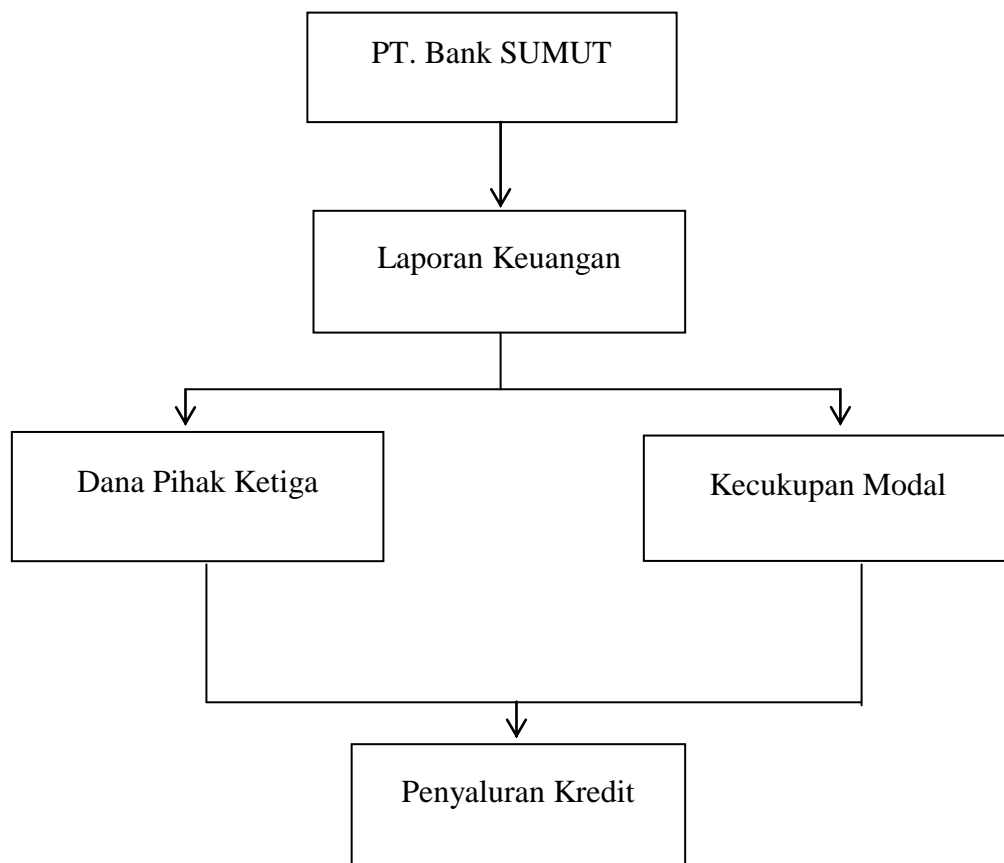 PT. Bank SUMUT
Laporan Keuangan
Dana Pihak Ketiga
Kecukupan Modal
Penyaluran Kredit